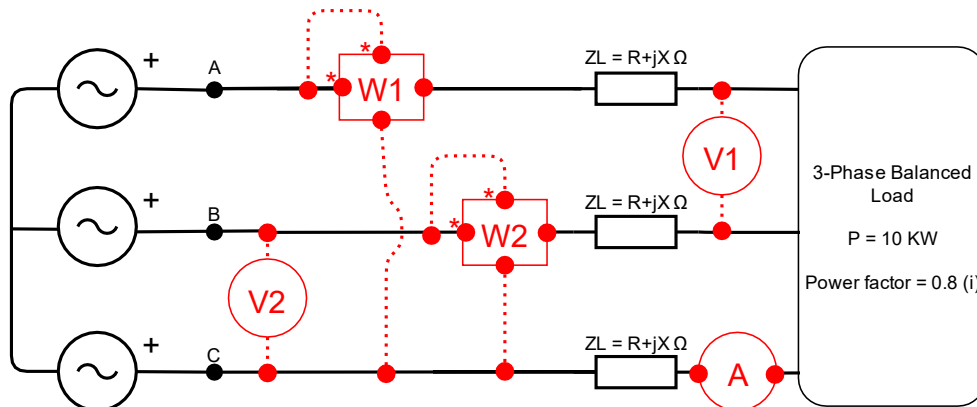 +
A
*
*
W1
ZL = R+jX Ω
V1
3-Phase Balanced
Load
P = 10 KW
Power factor = 0.8 (i)
+
B
*
*
W2
ZL = R+jX Ω
V2
+
C
ZL = R+jX Ω
A